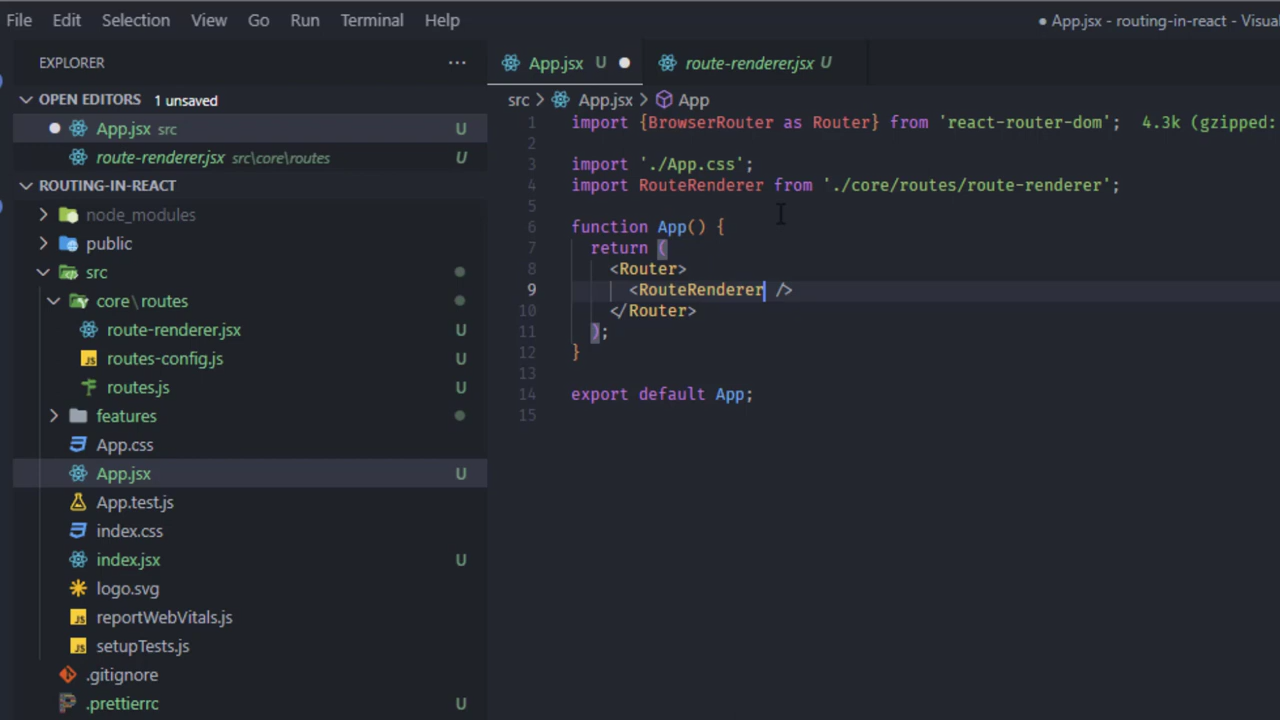 File Edit Selection View Go Run Terminal Help ● App.jsx - routing-in-react - Visual
EXPLORER ...
OPEN EDITORS 1 unsaved
App.jsx src U
route-renderer.jsx src\core\routes U
ROUTING-IN-REACT
node_modules
public
src
core\routes
route-renderer.jsx U
routes-config.js U
routes.js U
features
App.css
App.jsx U
App.test.js
index.css
index.jsx U
logo.svg
reportWebVitals.js
setupTests.js
.gitignore
.prettierrc U
App.jsx U route-renderer.jsx U
src > App.jsx > App
1 import {BrowserRouter as Router} from 'react-router-dom'; 4.3k (gzipped:
2
3 import './App.css';
4 import RouteRenderer from './core/routes/route-renderer';
5
6 function App() {
7 return (
8 <Router>
9 <RouteRenderer />
10 </Router>
11 );
12 }
13
14 export default App;
15